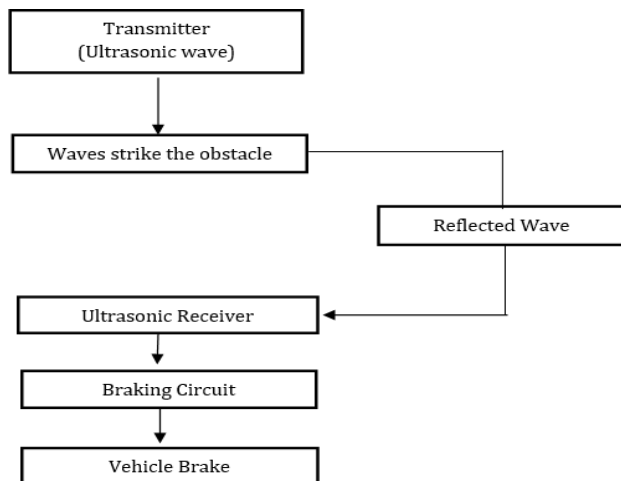 Transmitter
(Ultrasonic wave)
Waves strike the obstacle
Reflected Wave
Ultrasonic Receiver
Braking Circuit
Vehicle Brake